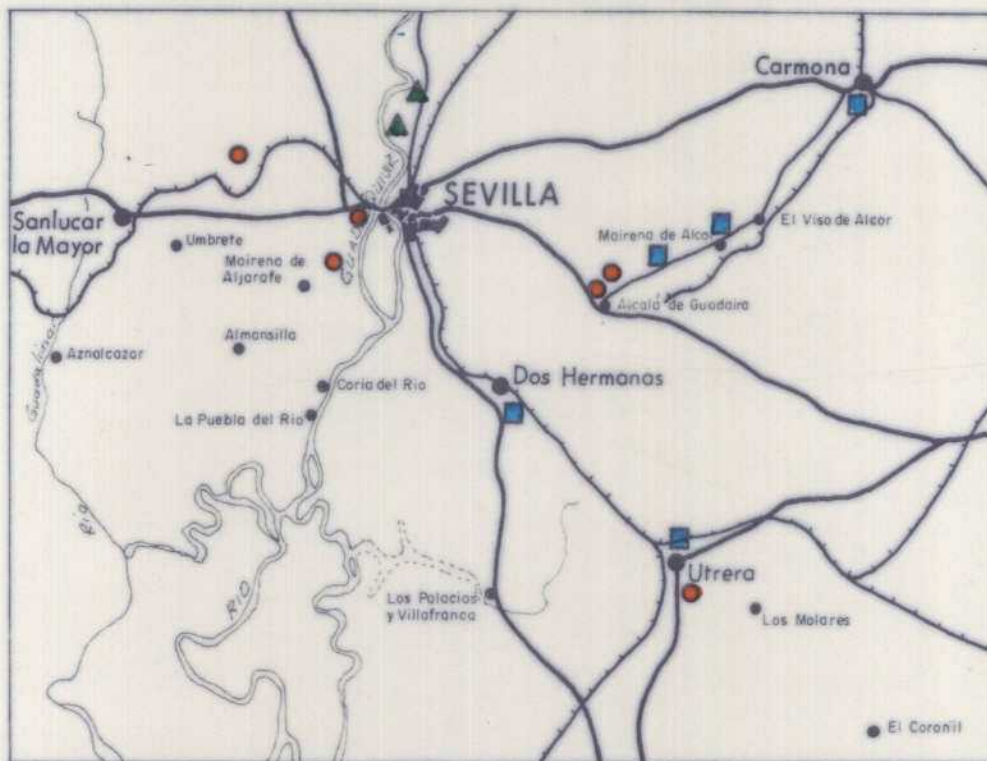 Carmona
SEVILLA
Sanlucar
la Mayor
El Viso de Alcor
Mairena de Alcor
Umbrete
Mairena de
Aljarafe
Alcalá de Guadaira
Almansilla
Aznalcazar
Dos Hermanas
Coria del Rio
La Puebla del Rio
RIO
Rio
Utrera
Los Palacios
y Villafranca
Los Molares
El Coronil